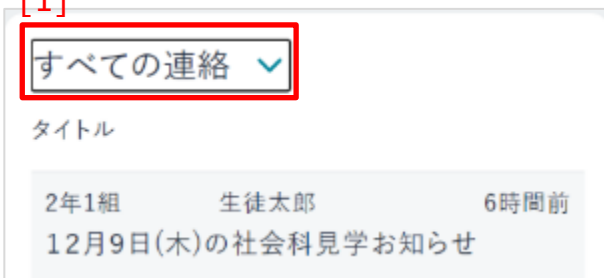 [1]
すべての連絡
タイトル
2年1組 生徒太郎 6時間前
12月9日(木)の社会科見学お知らせ